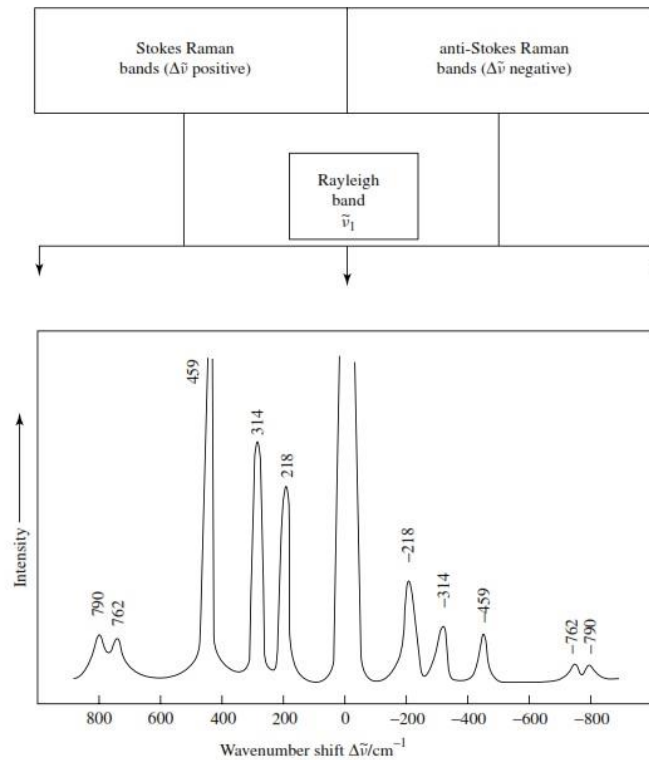 Stokes Raman
bands (Δν̃ positive)
anti-Stokes Raman
bands (Δν̃ negative)
Rayleigh
band
ν̃₁
Intensity
790
762
459
314
218
−218
−314
−459
−762
−790
800
600
400
200
0
−200
−400
−600
−800
Wavenumber shift Δν̃/cm⁻¹